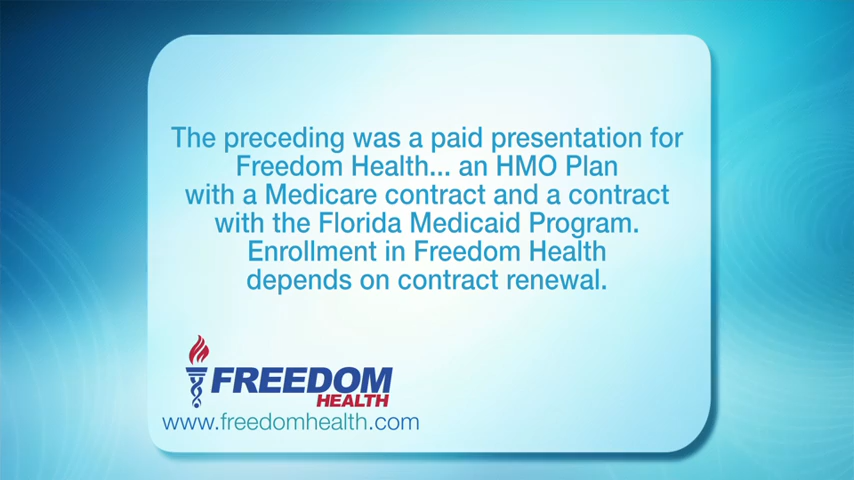 The preceding was a paid presentation for
Freedom Health... an HMO Plan
with a Medicare contract and a contract
with the Florida Medicaid Program.
Enrollment in Freedom Health
depends on contract renewal.
FREEDOM
HEALTH
www.freedomhealth.com